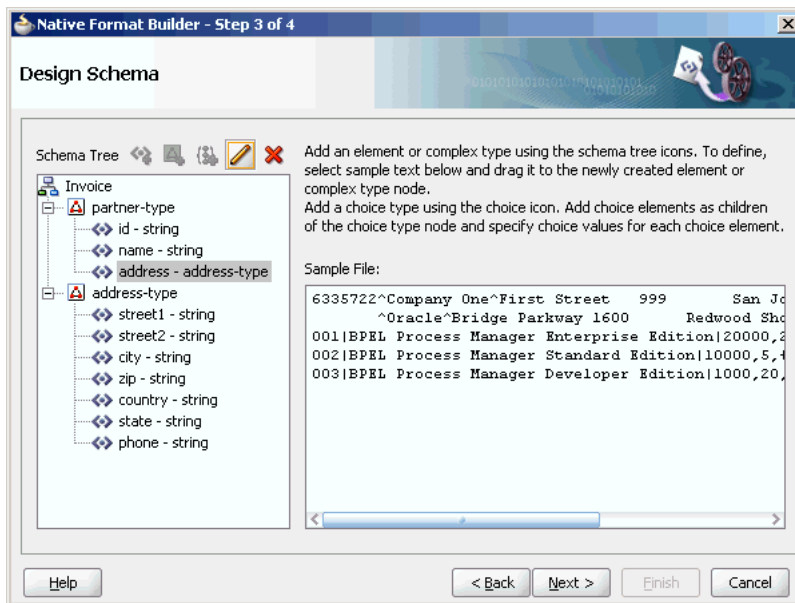 Native Format Builder - Step 3 of 4
Design Schema
Schema Tree
Invoice
partner-type
id - string
name - string
address - address-type
address-type
street1 - string
street2 - string
city - string
zip - string
country - string
state - string
phone - string
Add an element or complex type using the schema tree icons. To define,
select sample text below and drag it to the newly created element or
complex type node.
Add a choice type using the choice icon. Add choice elements as children
of the choice type node and specify choice values for each choice element.
Sample File:
6335722^Company One^First Street 999 San Jo
^Oracle^Bridge Parkway 1600 Redwood Sho
001|BPEL Process Manager Enterprise Edition|20000,2
002|BPEL Process Manager Standard Edition|10000,5,
003|BPEL Process Manager Developer Edition|1000,20,
Help
< Back
Next >
Finish
Cancel